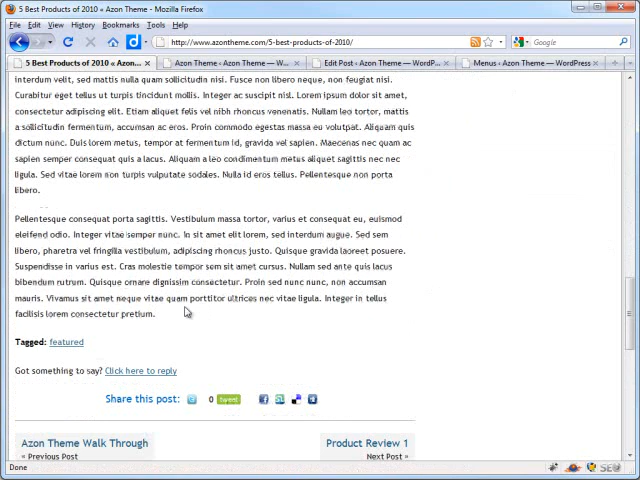 5 Best Products of 2010 « Azon Theme - Mozilla Firefox
File Edit View History Bookmarks Tools Help
http://www.azontheme.com/5-best-products-of-2010/
Google
5 Best Products of 2010 « Azon... Azon Theme ‹ Azon Theme — W... Edit Post ‹ Azon Theme — WordP... Menus ‹ Azon Theme — WordPress
interdum velit, sed mattis nulla quam sollicitudin nisi. Fusce non libero neque, non feugiat nisi.
Curabitur eget tellus ut turpis tincidunt mollis. Integer ac suscipit nisl. Lorem ipsum dolor sit amet,
consectetur adipiscing elit. Etiam aliquet felis vel nibh rhoncus venenatis. Nullam leo tortor, mattis
a sollicitudin fermentum, accumsan ac eros. Proin commodo egestas massa eu volutpat. Aliquam quis
dictum nunc. Duis lorem metus, tempor at fermentum id, gravida vel sapien. Maecenas nec quam ac
sapien semper consequat quis a lacus. Aliquam a leo condimentum metus aliquet sagittis nec nec
ligula. Sed vitae lorem non turpis vulputate sodales. Nulla id eros tellus. Pellentesque non porta
libero.
Pellentesque consequat porta sagittis. Vestibulum massa tortor, varius et consequat eu, euismod
eleifend odio. Integer vitae semper nunc. In sit amet elit lorem, sed interdum augue. Sed sem
libero, pharetra vel fringilla vestibulum, adipiscing rhoncus justo. Quisque gravida laoreet posuere.
Suspendisse in varius est. Cras molestie tempor sem sit amet cursus. Nullam sed ante quis lacus
bibendum rutrum. Quisque ornare dignissim consectetur. Proin sed nunc nunc, non accumsan
mauris. Vivamus sit amet neque vitae quam porttitor ultrices nec vitae ligula. Integer in tellus
facilisis lorem consectetur pretium.
Tagged: featured
Got something to say? Click here to reply
Share this post: 0 tweet
Azon Theme Walk Through Product Review 1
« Previous Post Next Post »
Done